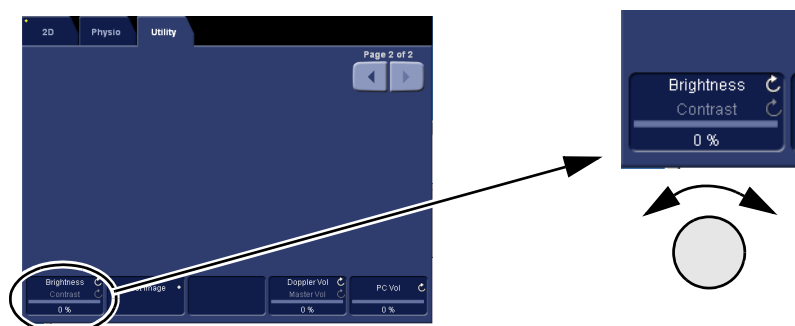 2D Physio Utility
Page 2 of 2
Brightness
Contrast
0 %
Image
Doppler Vol
Master Vol
0 %
PC Vol
0 %
Brightness
Contrast
0 %